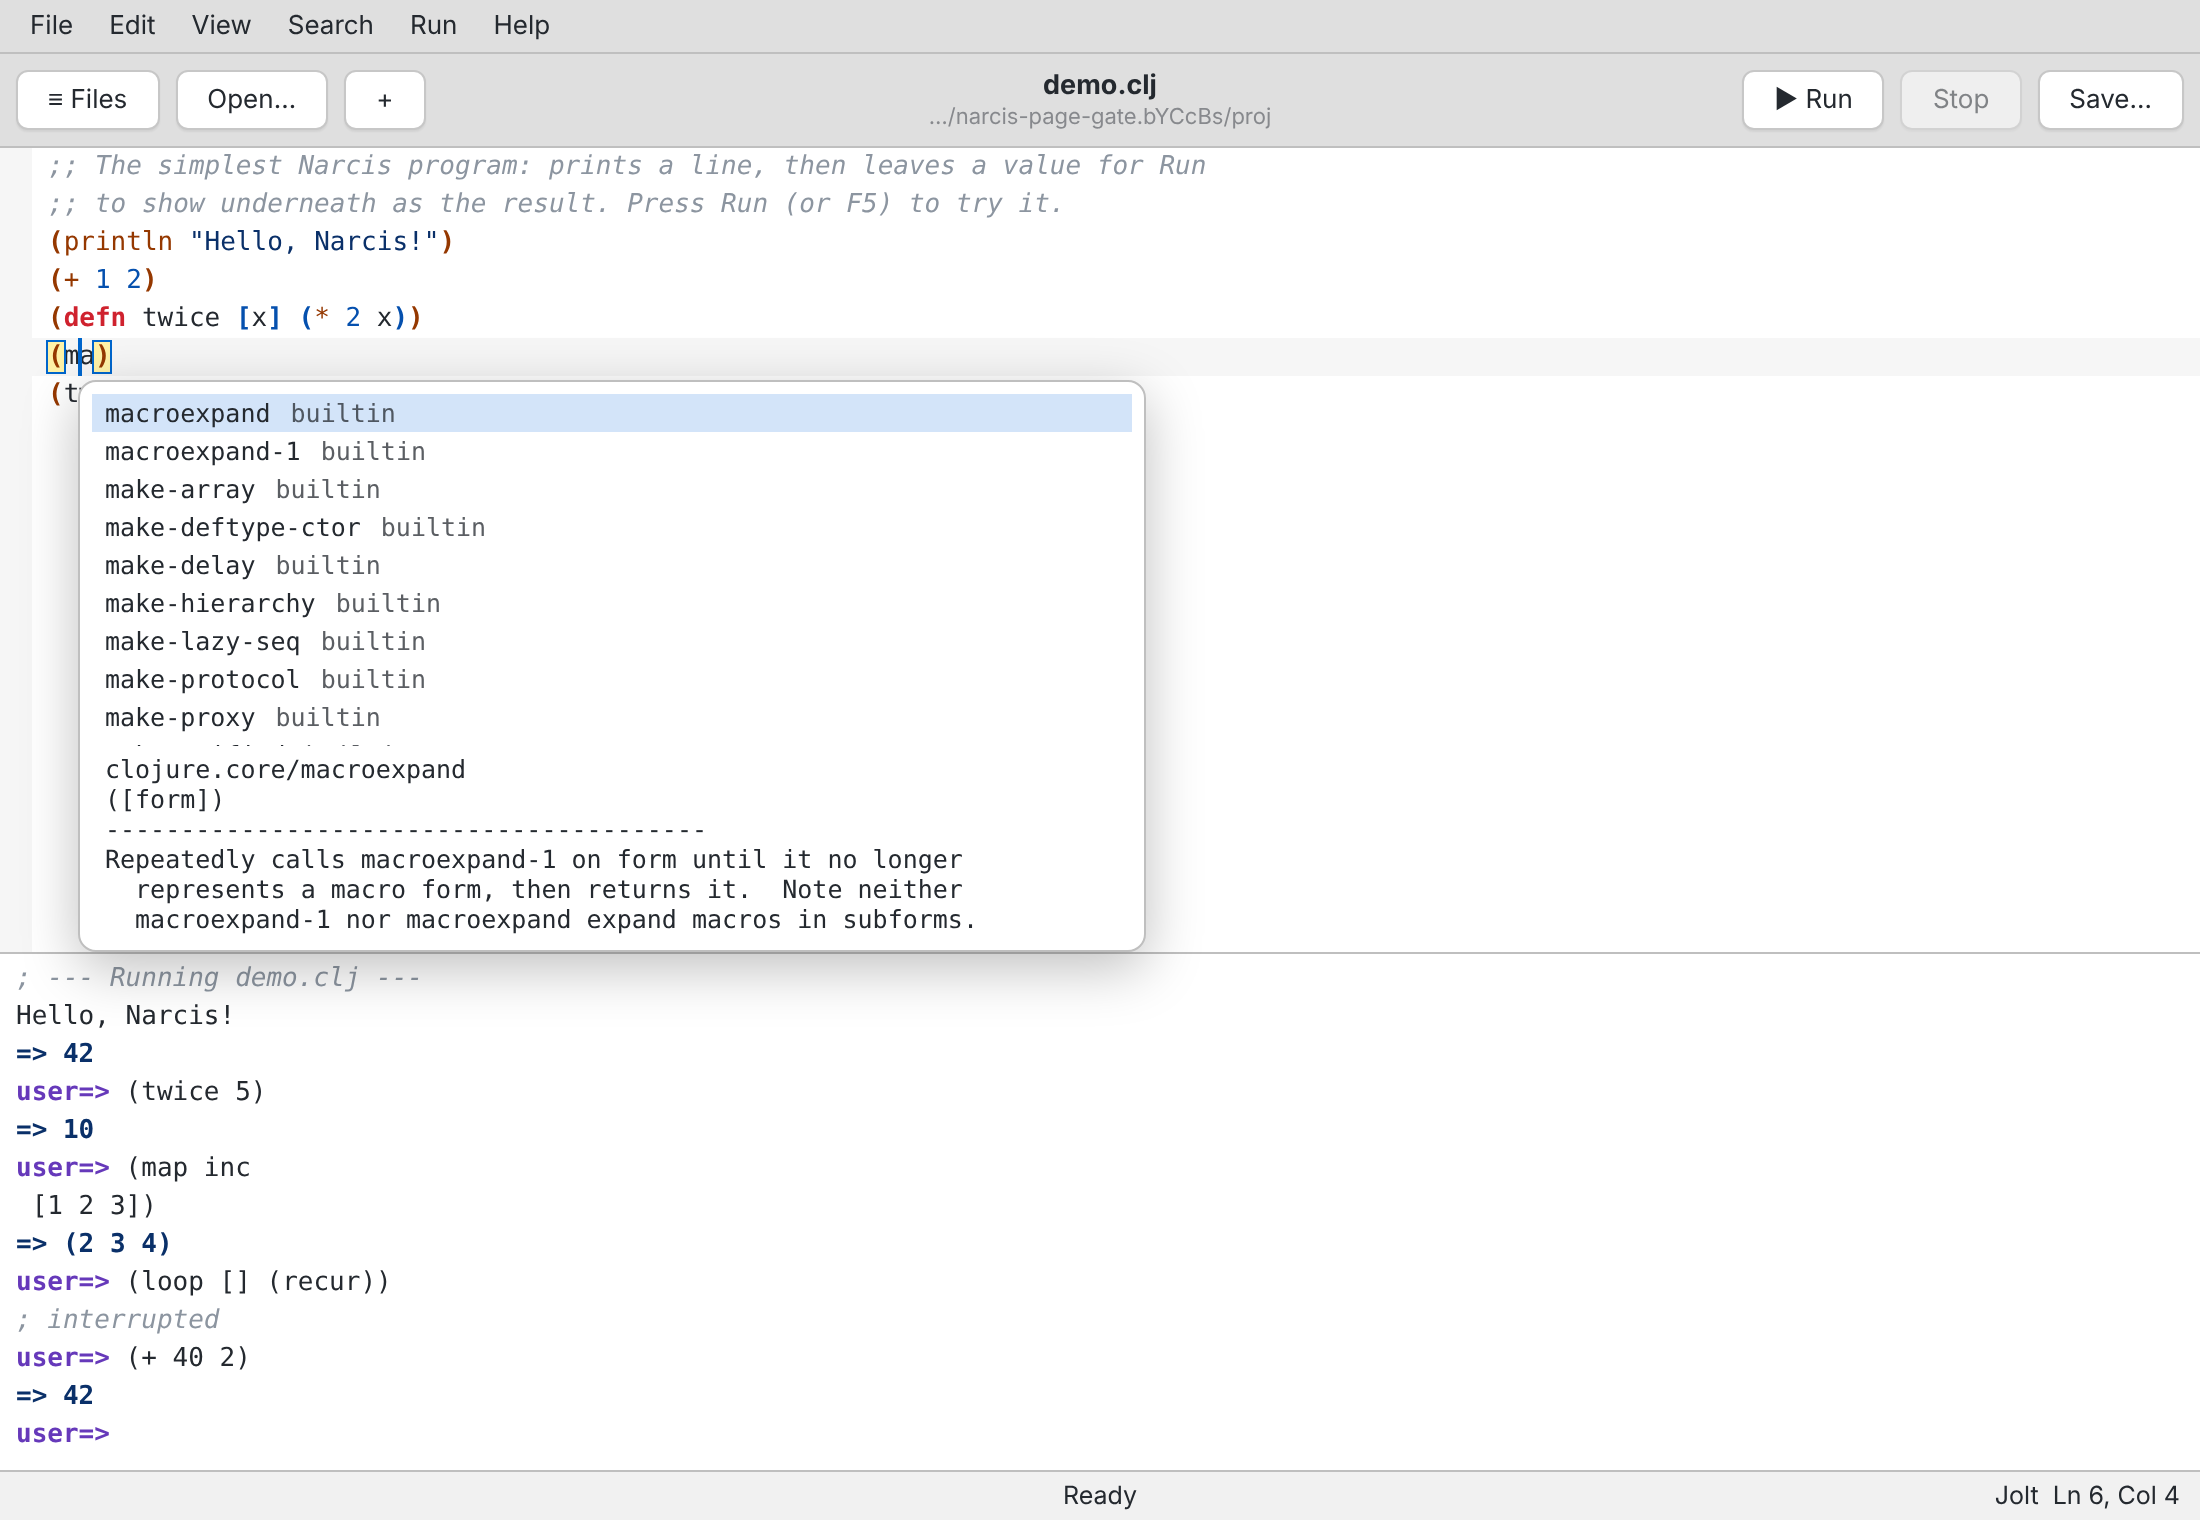 File Edit View Search Run Help
≡ Files Open... + demo.clj ▶ Run Stop Save...
.../narcis-page-gate.bYCcBs/proj
;; The simplest Narcis program: prints a line, then leaves a value for Run
;; to show underneath as the result. Press Run (or F5) to try it.
(println "Hello, Narcis!")
(+ 1 2)
(defn twice [x] (* 2 x))
(ma)
(t
macroexpand builtin
macroexpand-1 builtin
make-array builtin
make-deftype-ctor builtin
make-delay builtin
make-hierarchy builtin
make-lazy-seq builtin
make-protocol builtin
make-proxy builtin
clojure.core/macroexpand
([form])
----------------------------------------
Repeatedly calls macroexpand-1 on form until it no longer
  represents a macro form, then returns it.  Note neither
  macroexpand-1 nor macroexpand expand macros in subforms.
; --- Running demo.clj ---
Hello, Narcis!
=> 42
user=> (twice 5)
=> 10
user=> (map inc
 [1 2 3])
=> (2 3 4)
user=> (loop [] (recur))
; interrupted
user=> (+ 40 2)
=> 42
user=>
Ready Jolt Ln 6, Col 4